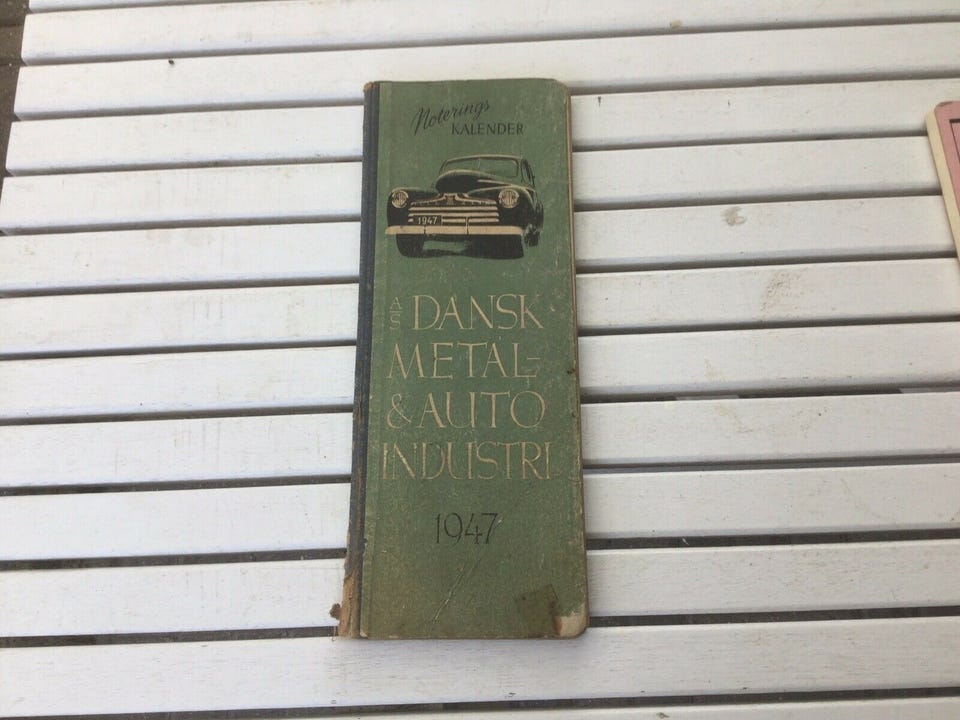 Noterings
KALENDER
1947
A/S DANSK
METAL-
& AUTO
INDUSTRI
1947